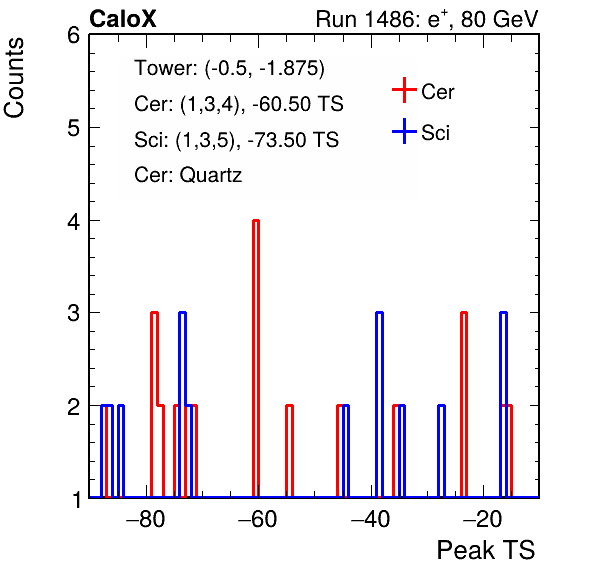 CaloX Run 1486: e⁺, 80 GeV
Counts
6
5
4
3
2
1
Tower: (-0.5, -1.875)
Cer: (1,3,4), -60.50 TS
Sci: (1,3,5), -73.50 TS
Cer: Quartz
Cer
Sci
−80 −60 −40 −20
Peak TS